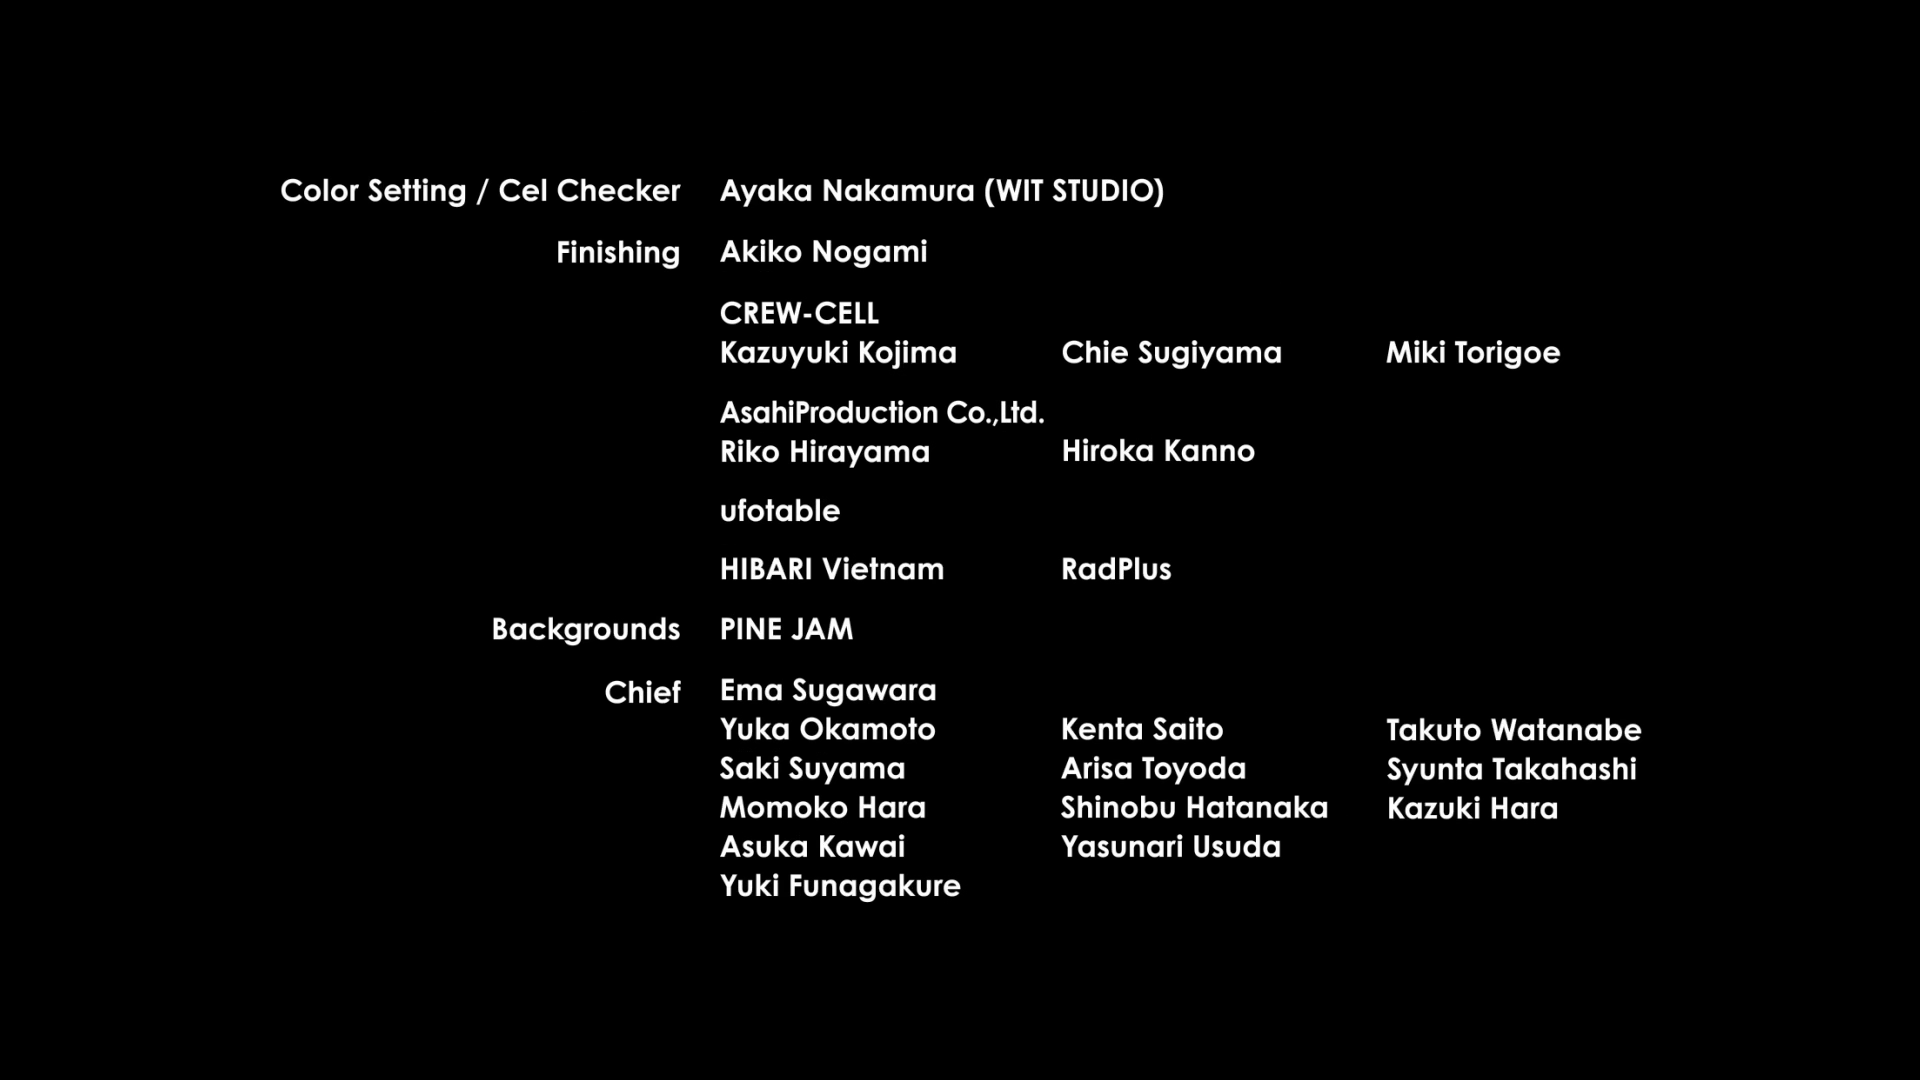 Color Setting / Cel Checker Ayaka Nakamura (WIT STUDIO)
Finishing Akiko Nogami
CREW-CELL
Kazuyuki Kojima Chie Sugiyama Miki Torigoe
AsahiProduction Co.,Ltd.
Riko Hirayama Hiroka Kanno
ufotable
HIBARI Vietnam RadPlus
Backgrounds PINE JAM
Chief Ema Sugawara
Yuka Okamoto Kenta Saito Takuto Watanabe
Saki Suyama Arisa Toyoda Syunta Takahashi
Momoko Hara Shinobu Hatanaka Kazuki Hara
Asuka Kawai Yasunari Usuda
Yuki Funagakure